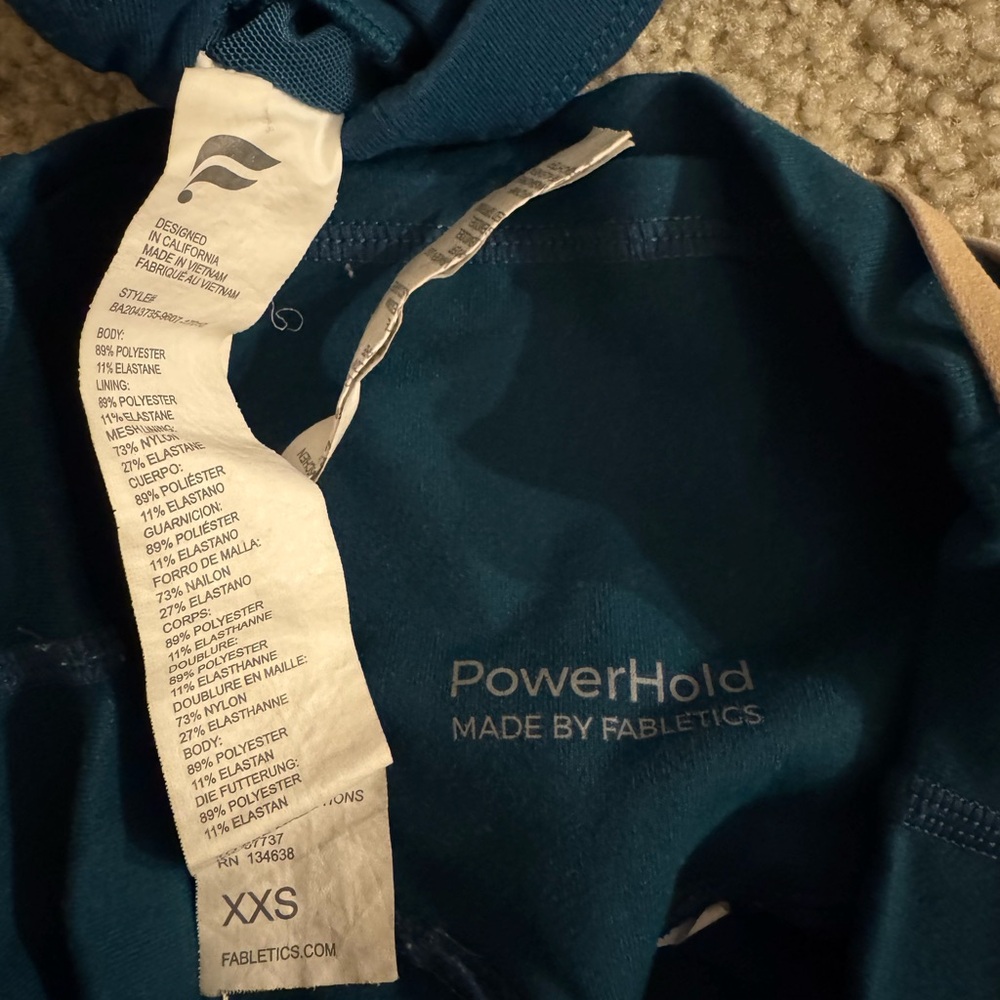 DESIGNED
IN CALIFORNIA
MADE IN VIETNAM
FABRIQUÉ AU VIETNAM
STYLE#
BODY:
89% POLYESTER
11% ELASTANE
LINING:
89% POLYESTER
11% ELASTANE
MESH LINING:
73% NYLON
27% ELASTANE
CUERPO:
89% POLIÉSTER
11% ELASTANO
GUARNICION:
89% POLIÉSTER
11% ELASTANO
FORRO DE MALLA:
73% NAILON
27% ELASTANO
CORPS:
89% POLYESTER
11% ELASTHANNE
DOUBLURE:
89% POLYESTER
11% ELASTHANNE
DOUBLURE EN MAILLE:
73% NYLON
27% ELASTHANNE
BODY:
89% POLYESTER
11% ELASTAN
DIE FUTTERUNG:
89% POLYESTER
11% ELASTAN
RN 134638
XXS
FABLETICS.COM
PowerHold
MADE BY FABLETICS